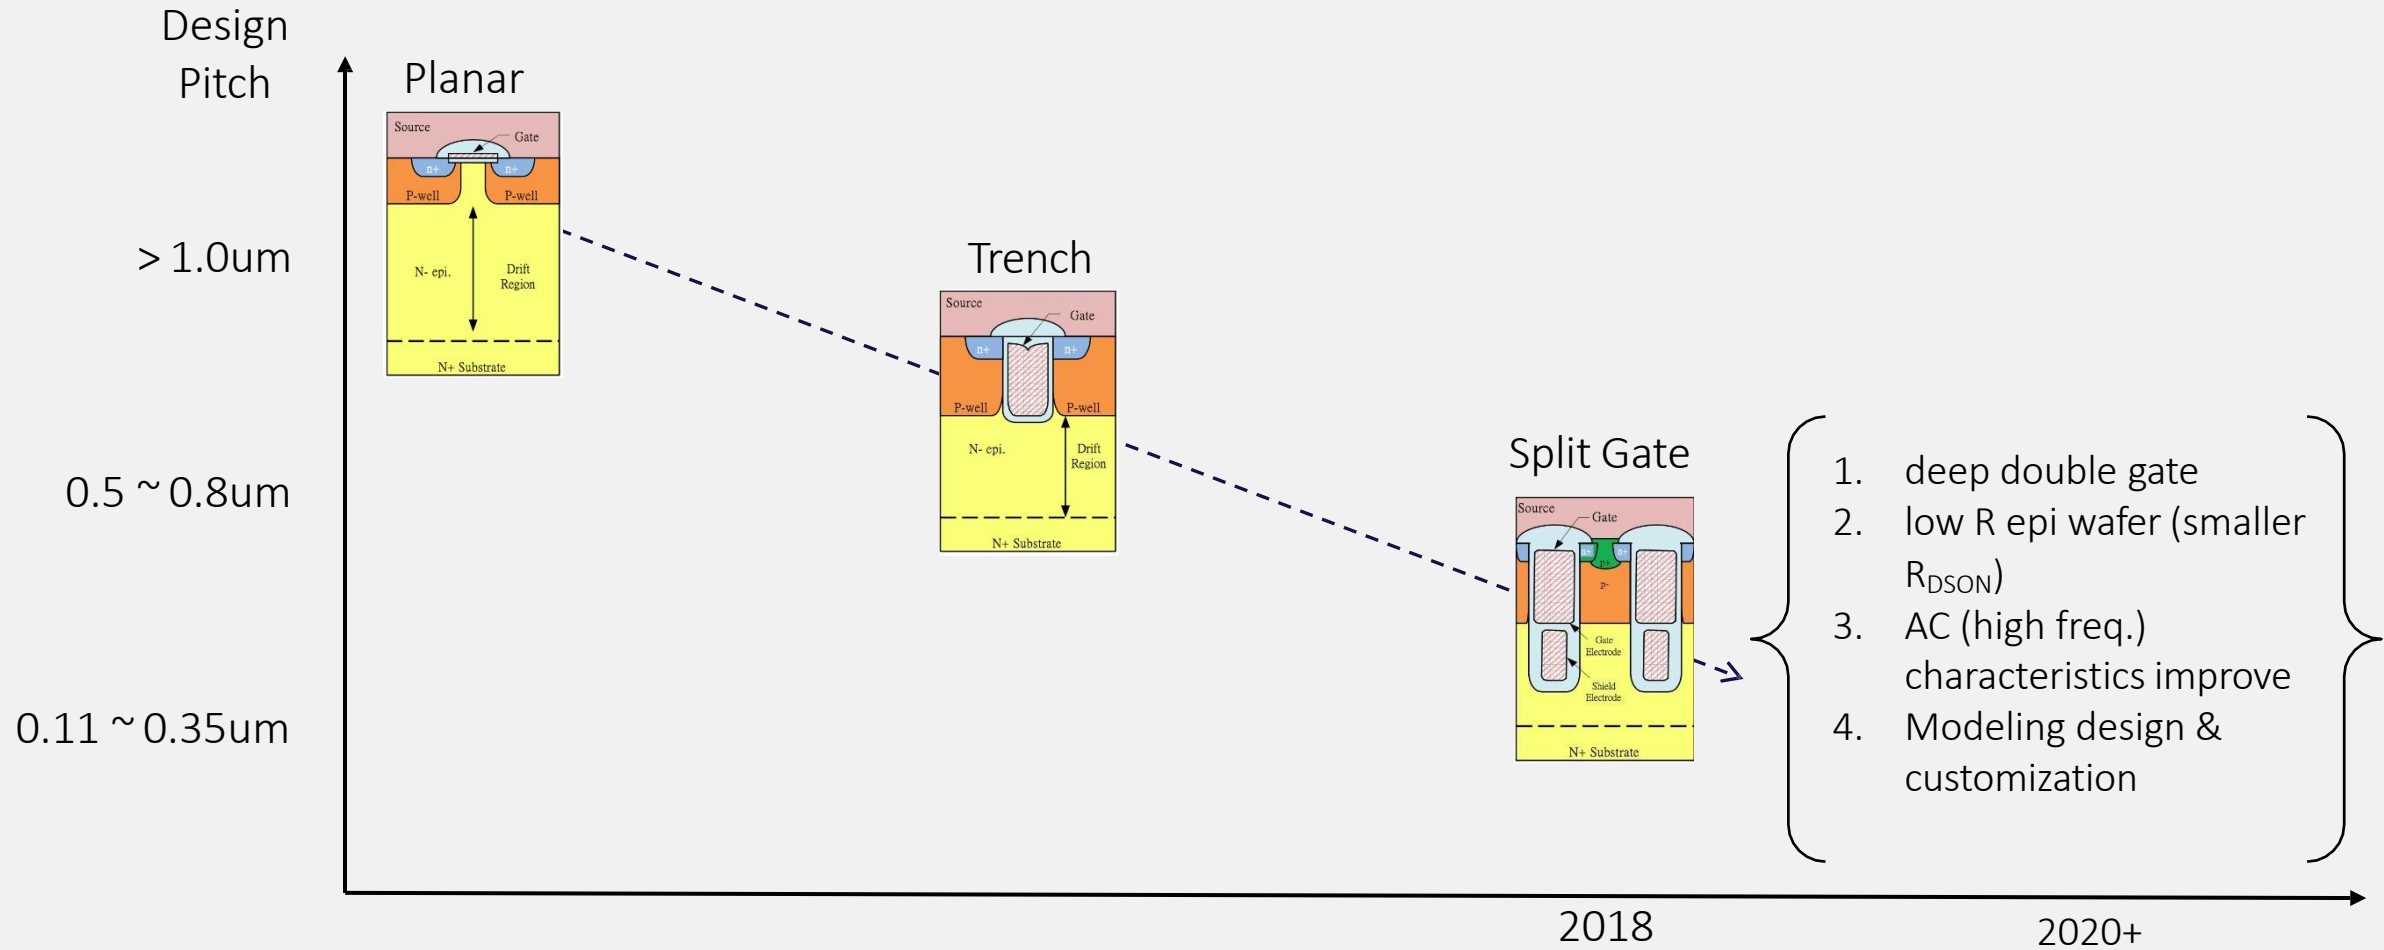 Design
Pitch
> 1.0um
0.5 ~ 0.8um
0.11 ~ 0.35um
Planar
Source
Gate
n+ n+
P-well P-well
N- epi. Drift
Region
N+ Substrate
Trench
Source
Gate
n+ n+
P-well P-well
N- epi. Drift
Region
N+ Substrate
Split Gate
Source
Gate
n+ n+
p+
p-
Gate
Electrode
Shield
Electrode
N+ Substrate
1. deep double gate
2. low R epi wafer (smaller
RDSON)
3. AC (high freq.)
characteristics improve
4. Modeling design &
customization
2018
2020+